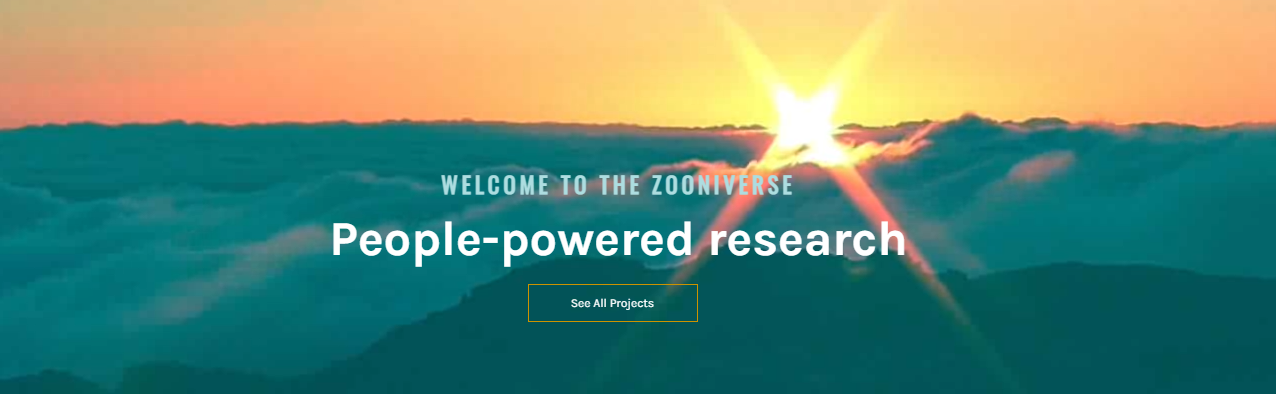 WELCOME TO THE ZOONIVERSE
People-powered research
See All Projects